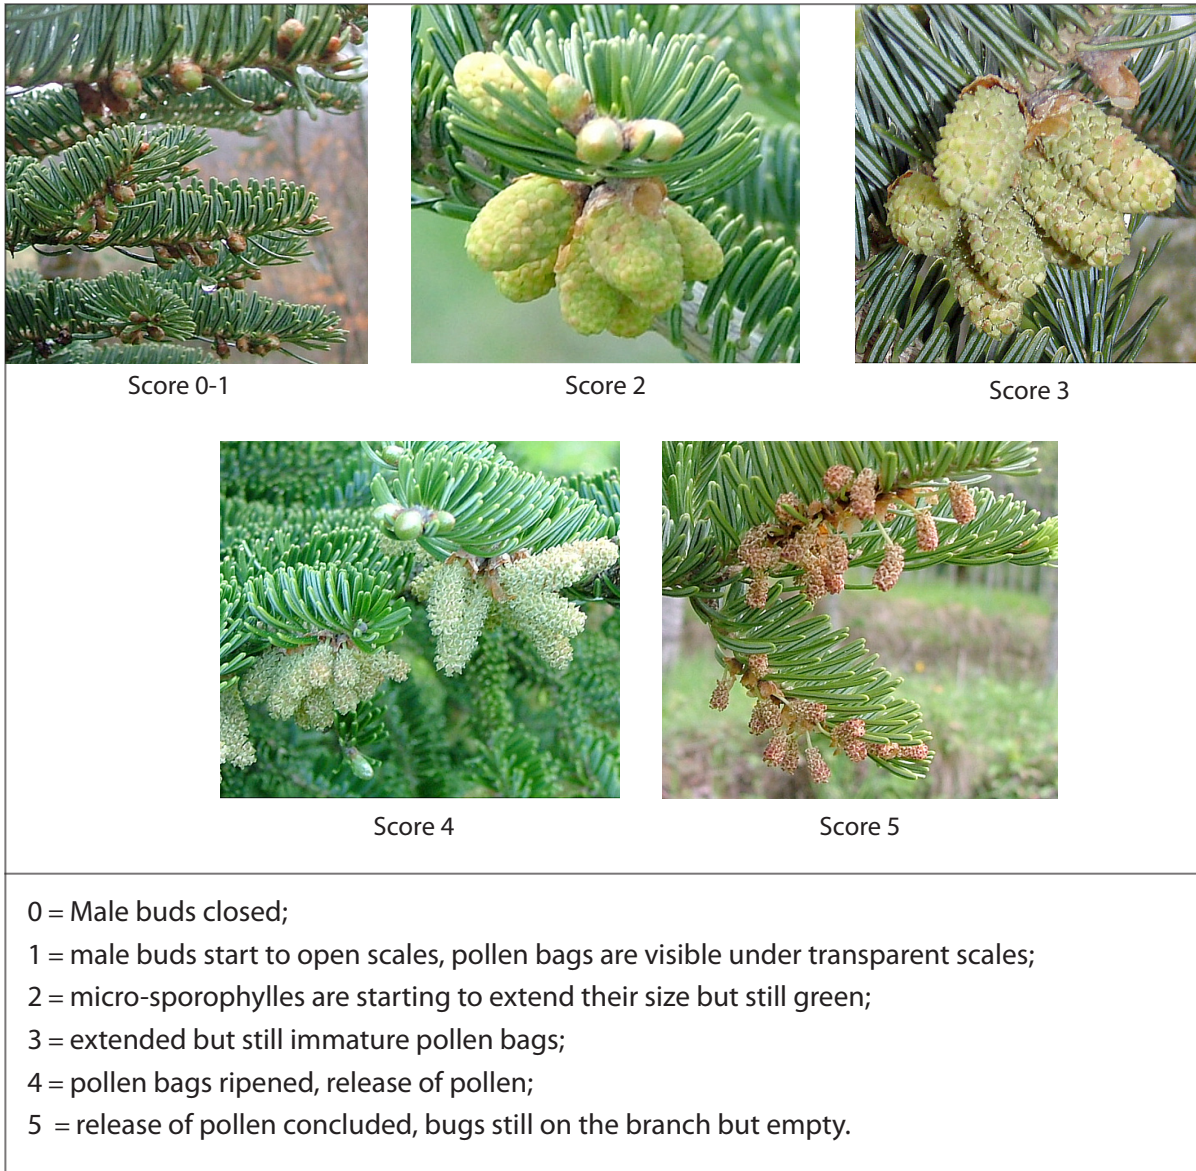 Score 0-1
Score 2
Score 3
Score 4
Score 5
0 = Male buds closed;
1 = male buds start to open scales, pollen bags are visible under transparent scales;
2 = micro-sporophylles are starting to extend their size but still green;
3 = extended but still immature pollen bags;
4 = pollen bags ripened, release of pollen;
5 = release of pollen concluded, bugs still on the branch but empty.